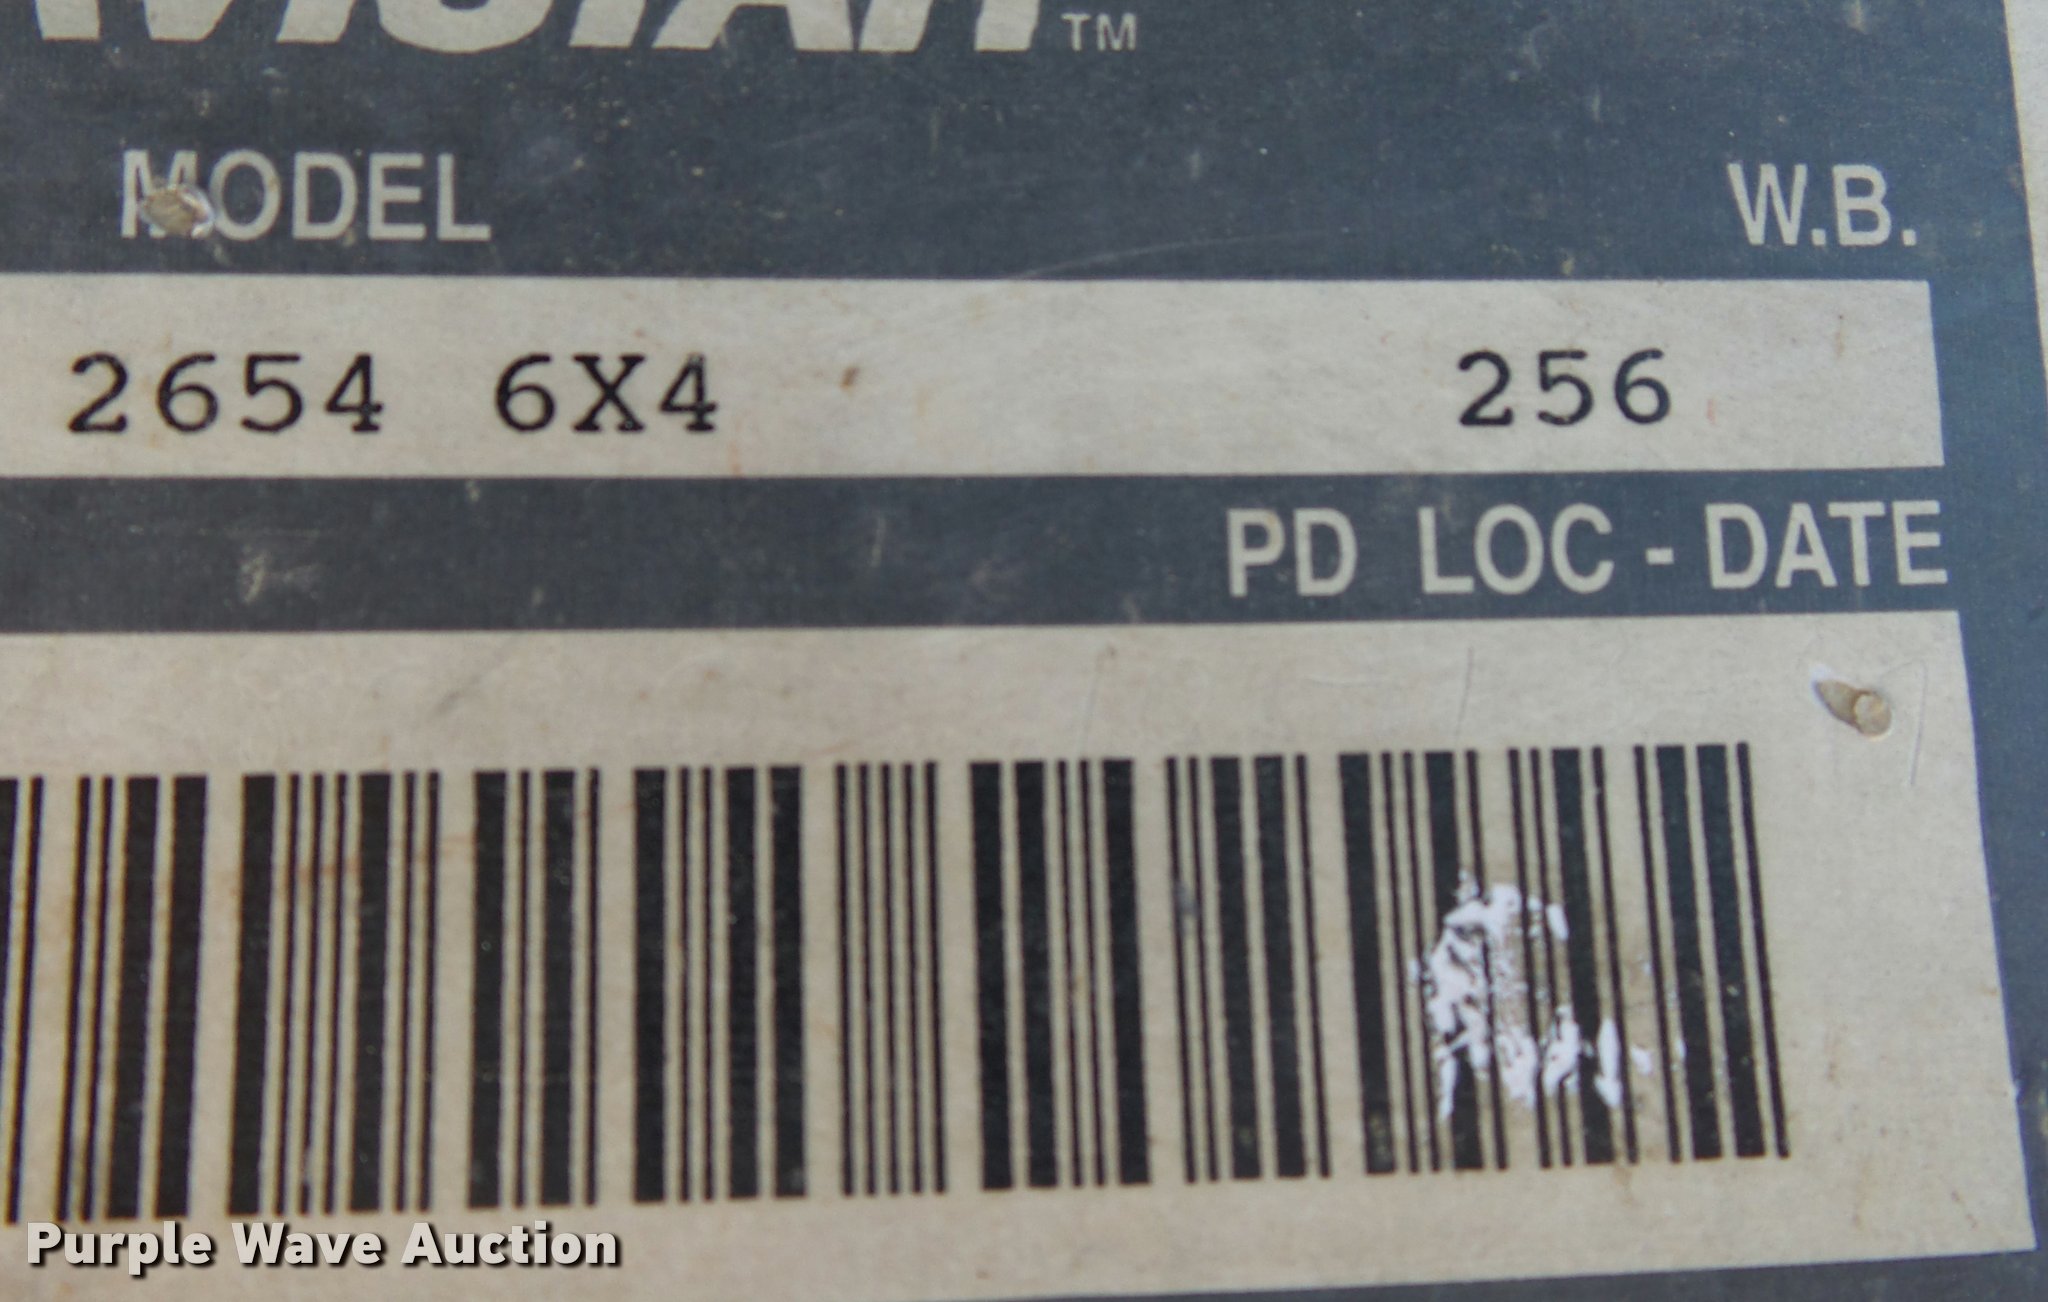 TM
MODEL W.B.
2654 6X4 256
PD LOC - DATE
Purple Wave Auction